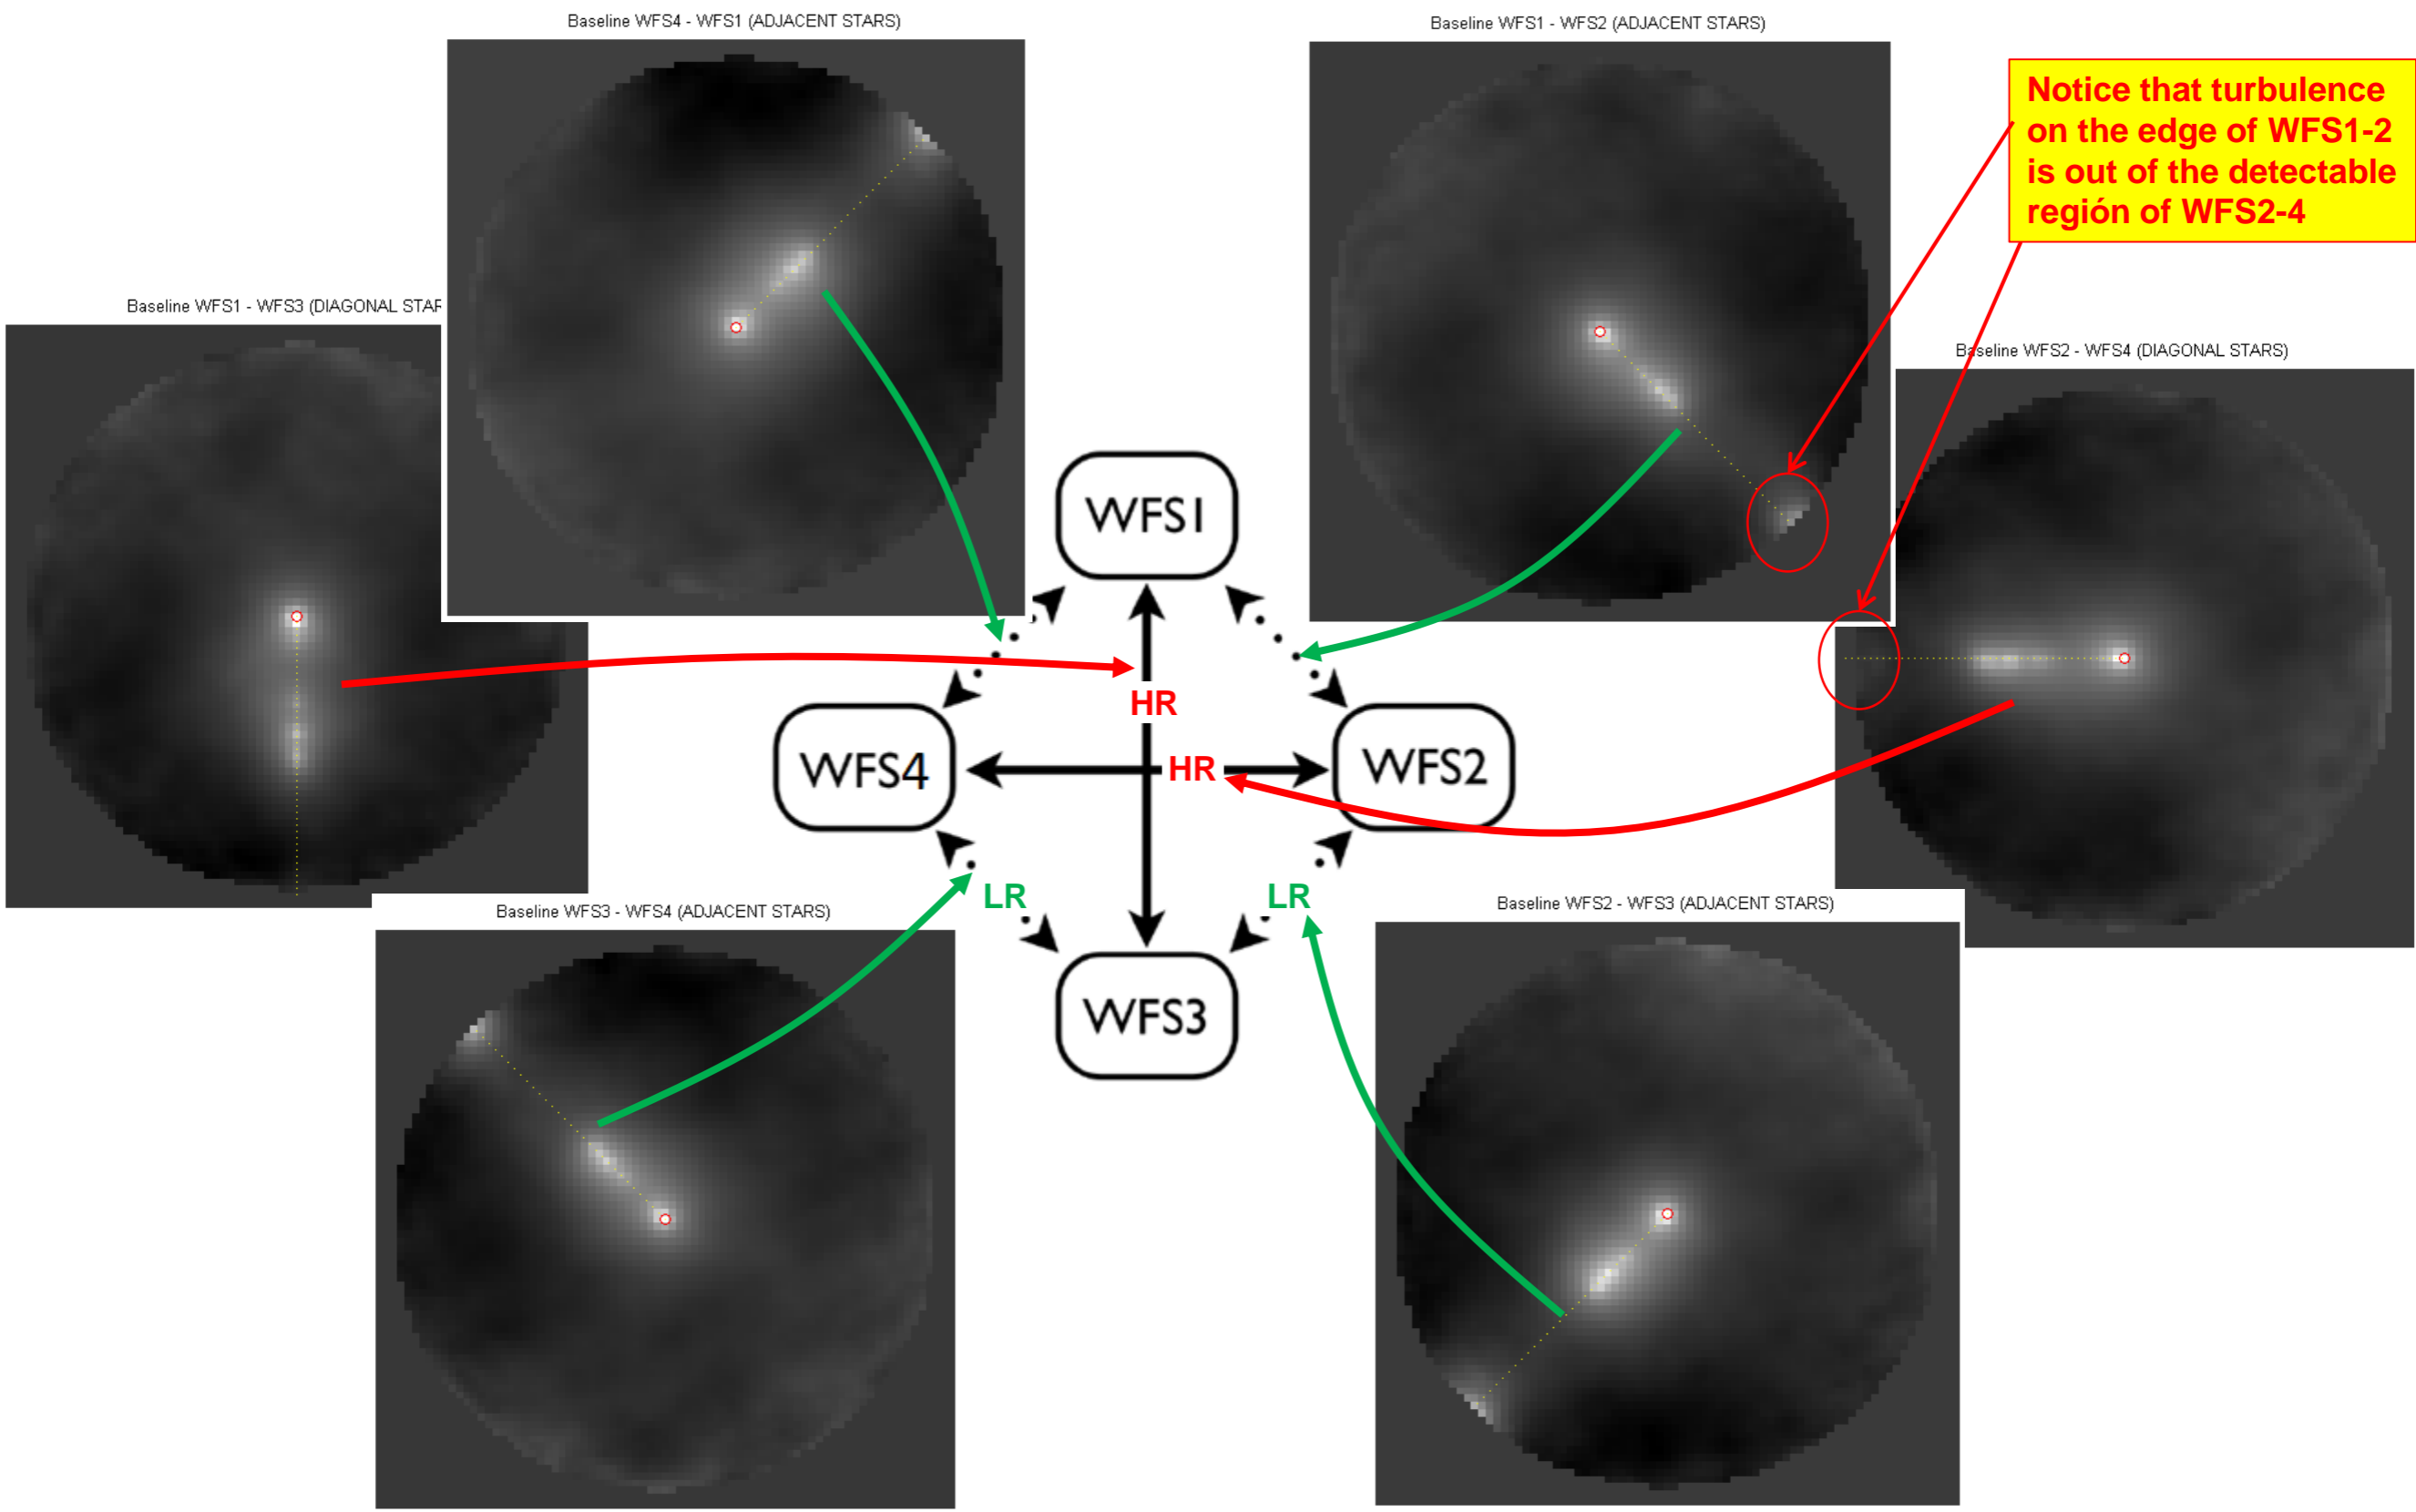 Baseline WFS4 - WFS1 (ADJACENT STARS)
Baseline WFS1 - WFS2 (ADJACENT STARS)
Notice that turbulence
on the edge of WFS1-2
is out of the detectable
región of WFS2-4
Baseline WFS1 - WFS3 (DIAGONAL STAR
Baseline WFS2 - WFS4 (DIAGONAL STARS)
WFS1
HR
WFS4
HR
WFS2
LR
LR
Baseline WFS3 - WFS4 (ADJACENT STARS)
Baseline WFS2 - WFS3 (ADJACENT STARS)
WFS3